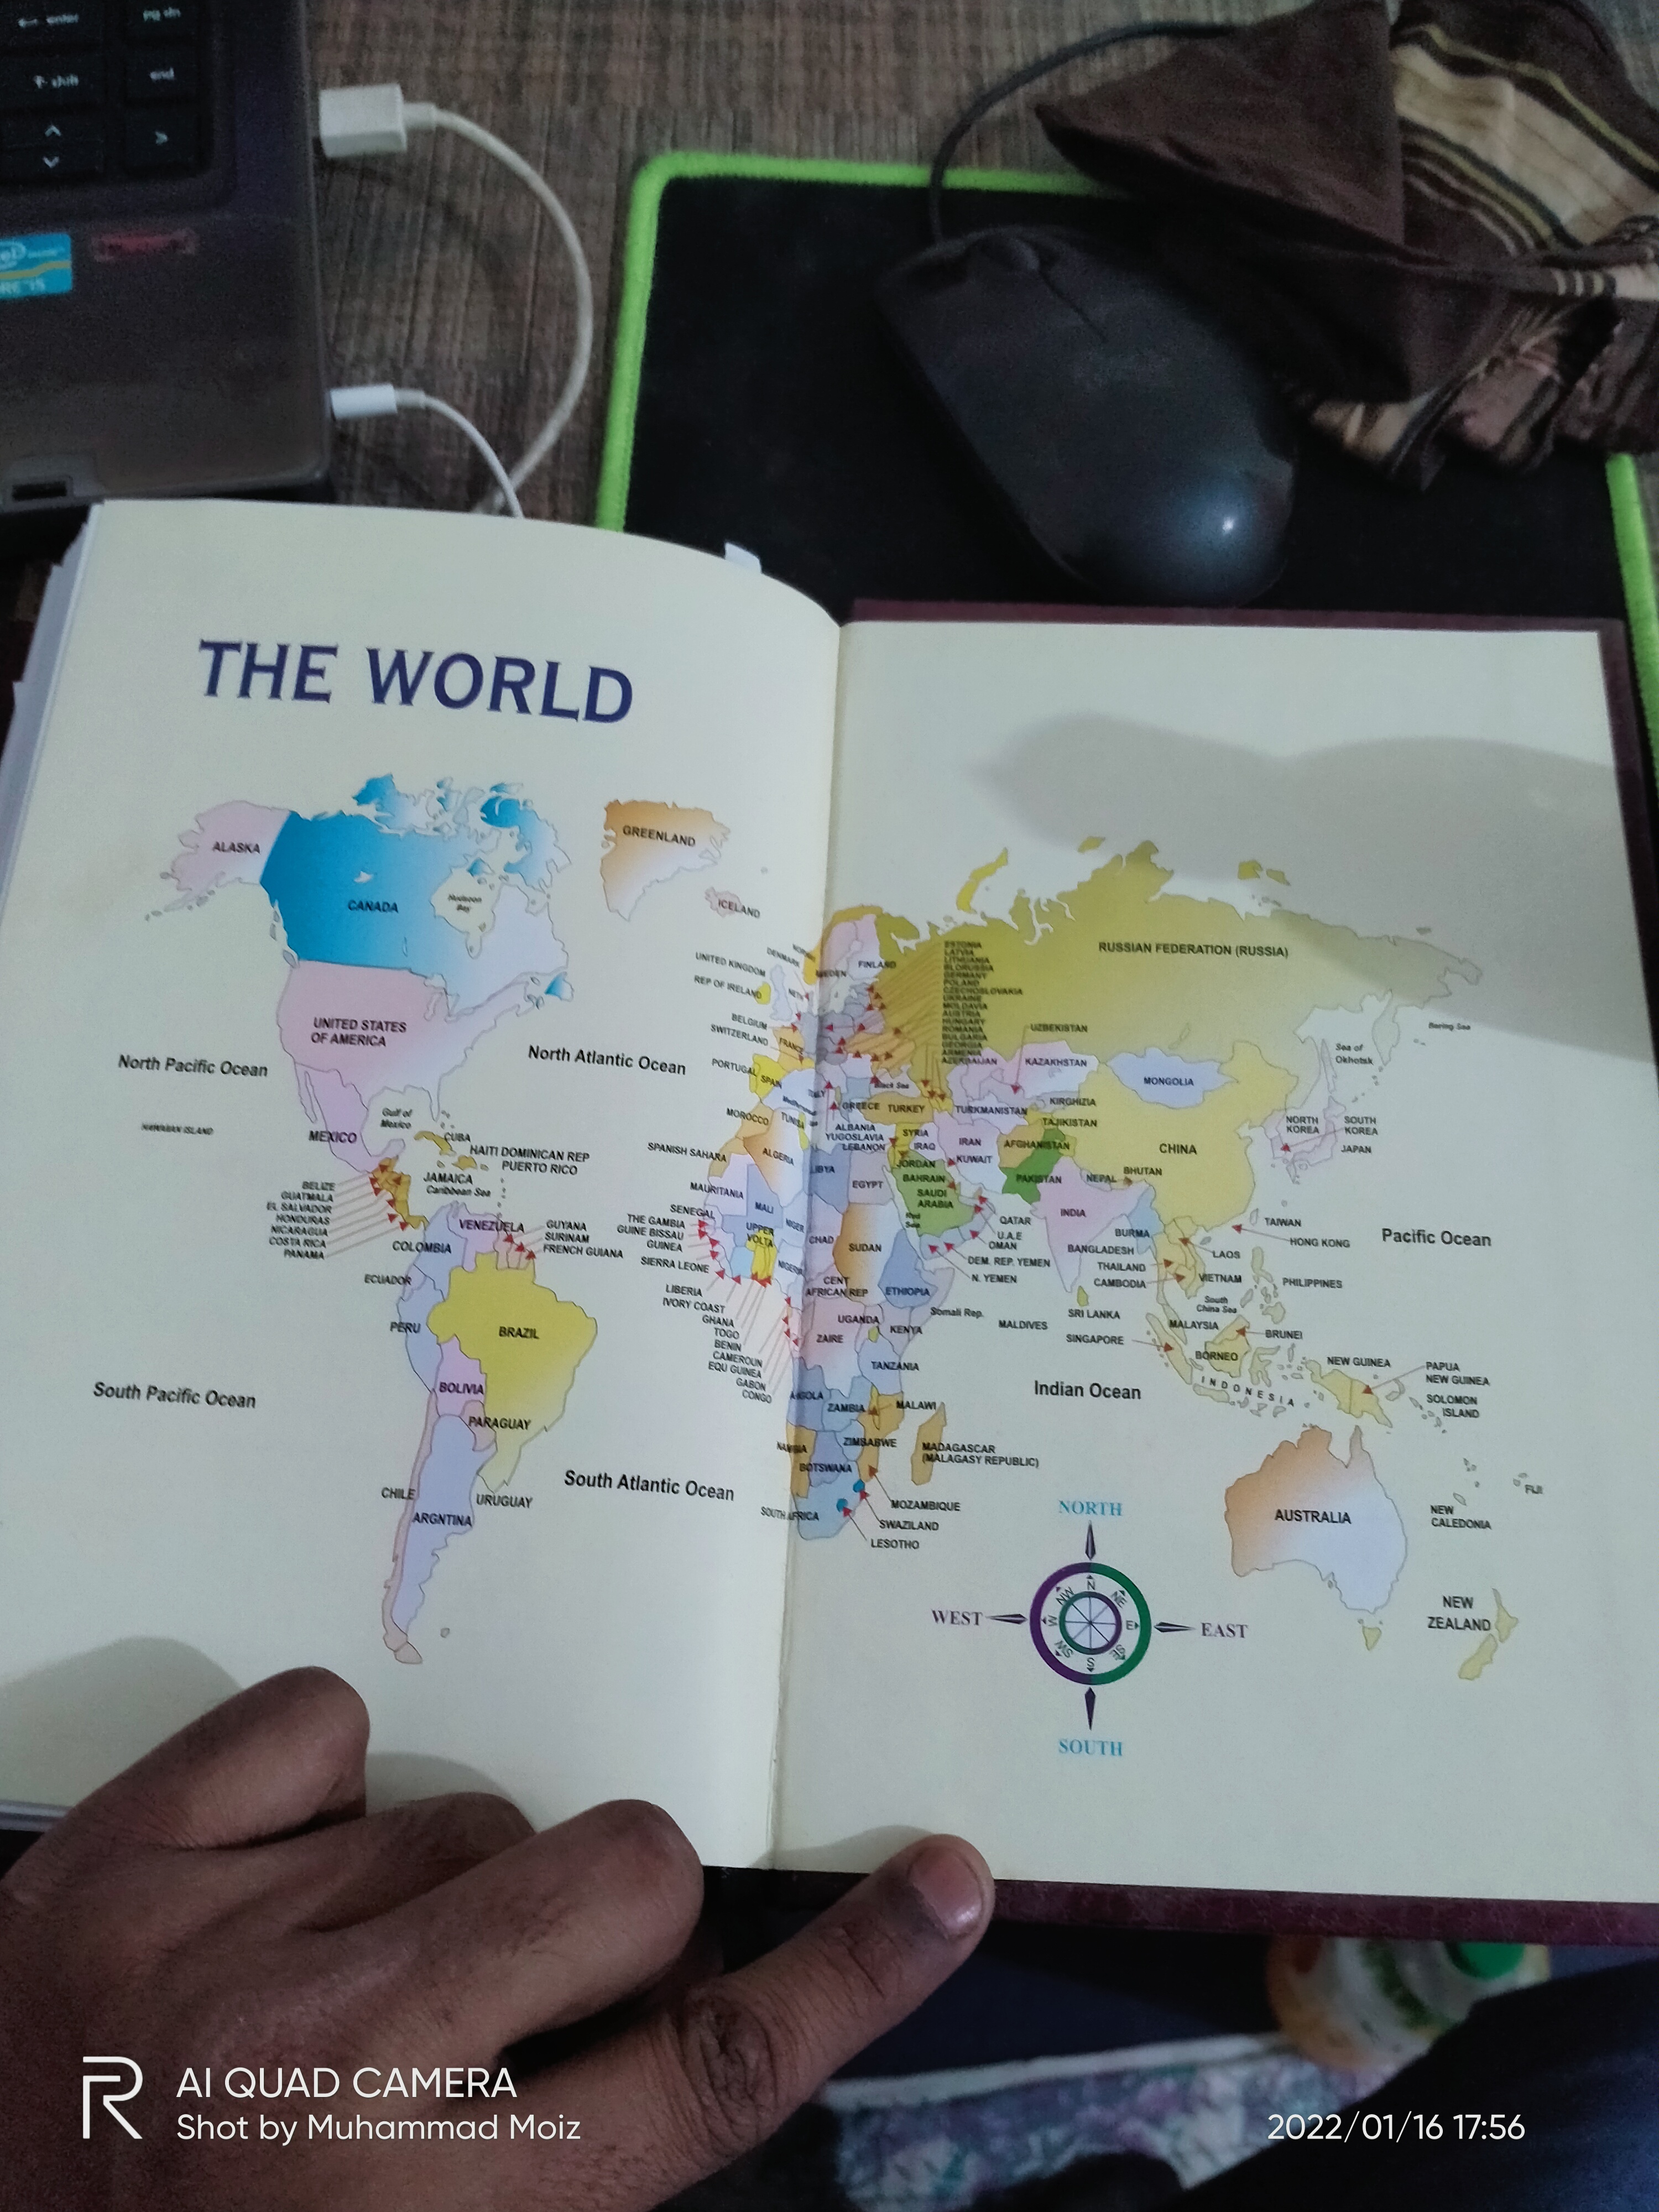 enter
pg dn
shift
end
CORE i5
THE WORLD
ALASKA
CANADA
Hudson
Bay
GREENLAND
ICELAND
UNITED STATES
OF AMERICA
North Pacific Ocean
North Atlantic Ocean
HAWAIIAN ISLAND
Gulf of
Mexico
MEXICO
CUBA
HAITI DOMINICAN REP
PUERTO RICO
JAMAICA
Caribbean Sea
BELIZE
GUATMALA
EL SALVADOR
HONDURAS
NICARAGUA
COSTA RICA
PANAMA
VENEZUELA
GUYANA
SURINAM
FRENCH GUIANA
COLOMBIA
ECUADOR
PERU
BRAZIL
BOLIVIA
PARAGUAY
CHILE
ARGNTINA
URUGUAY
South Pacific Ocean
South Atlantic Ocean
NORWAY
DENMARK
UNITED KINGDOM
REP OF IRELAND
NETH
BELGIUM
SWITZERLAND
FRANCE
PORTUGAL
SPAIN
ITALY
MOROCCO
TUNISA
SPANISH SAHARA
ALGERIA
LIBYA
MAURITANIA
MALI
NIGER
SENEGAL
THE GAMBIA
GUINE BISSAU
GUINEA
SIERRA LEONE
UPPER
VOLTA
NIGERIA
LIBERIA
IVORY COAST
GHANA
TOGO
BENIN
CAMEROUN
EQU GUINEA
GABON
CONGO
SWEDEN
FINLAND
ESTONIA
LATVIA
LITHUANIA
BLORUSSIA
GERMANY
POLAND
CZECHOSLOVAKIA
UKRAINE
MOLDAVIA
AUSTRIA
HUNGARY
ROMANIA
BULGARIA
GEORGIA
ARMENIA
AZERBAIJAN
RUSSIAN FEDERATION (RUSSIA)
UZBEKISTAN
KAZAKHSTAN
MONGOLIA
Bering Sea
Sea of
Okhotsk
Black Sea
GREECE
TURKEY
TURKMANISTAN
KIRGHIZIA
TAJIKISTAN
ALBANIA
YUGOSLAVIA
LEBANON
SYRIA
IRAQ
IRAN
AFGHANISTAN
CHINA
NORTH
KOREA
SOUTH
KOREA
JAPAN
JORDAN
KUWAIT
BAHRAIN
SAUDI
ARABIA
PAKISTAN
NEPAL
BHUTAN
EGYPT
Red
Sea
QATAR
U.A.E
OMAN
INDIA
BURMA
TAIWAN
HONG KONG
Pacific Ocean
CHAD
SUDAN
DEM. REP. YEMEN
N. YEMEN
BANGLADESH
THAILAND
CAMBODIA
LAOS
VIETNAM
PHILIPPINES
CENT
AFRICAN REP
ETHIOPIA
Somali Rep.
MALDIVES
SRI LANKA
South
China Sea
UGANDA
KENYA
ZAIRE
SINGAPORE
MALAYSIA
BRUNEI
BORNEO
TANZANIA
INDONESIA
NEW GUINEA
PAPUA
NEW GUINEA
SOLOMON
ISLAND
Indian Ocean
ANGOLA
ZAMBIA
MALAWI
NAMIBIA
ZIMBABWE
BOTSWANA
MADAGASCAR
(MALAGASY REPUBLIC)
SOUTH AFRICA
MOZAMBIQUE
SWAZILAND
LESOTHO
AUSTRALIA
FIJI
NEW
CALEDONIA
NEW
ZEALAND
NORTH
WEST
EAST
SOUTH
N
NE
E
SE
S
SW
W
NW
R
AI QUAD CAMERA
Shot by Muhammad Moiz
2022/01/16 17:56